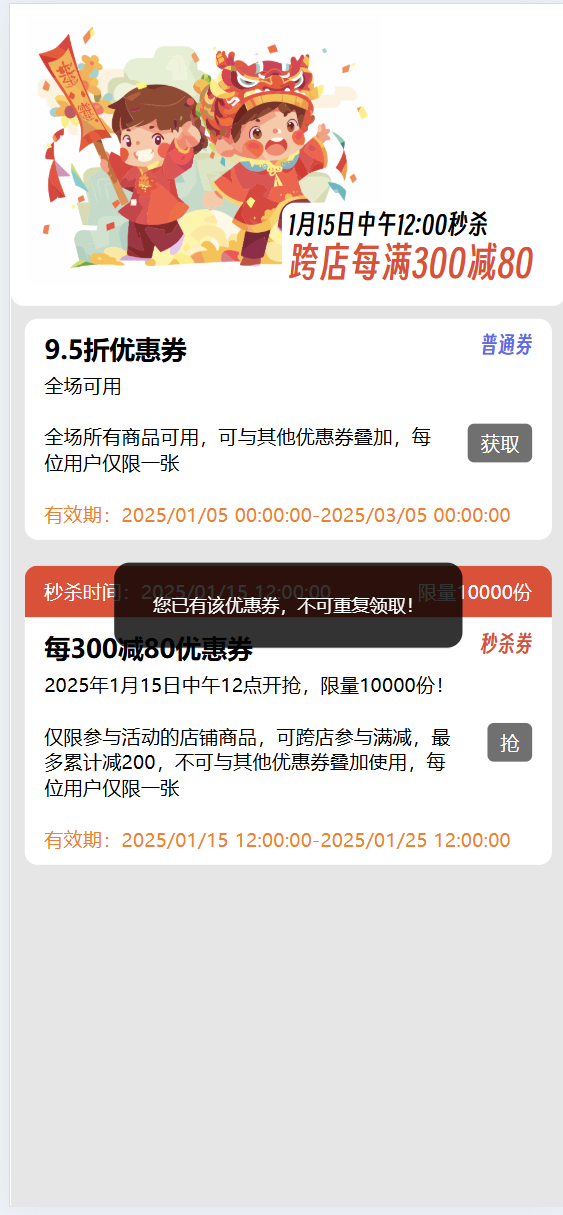 1月15日中午12:00秒杀
跨店每满300减80
9.5折优惠券
普通券
全场可用
全场所有商品可用，可与其他优惠券叠加，每
位用户仅限一张
获取
有效期：2025/01/05 00:00:00-2025/03/05 00:00:00
秒杀时间：2025/01/15 12:00:00
限量10000份
您已有该优惠券，不可重复领取！
每300减80优惠券
秒杀券
2025年1月15日中午12点开抢，限量10000份！
仅限参与活动的店铺商品，可跨店参与满减，最
多累计减200，不可与其他优惠券叠加使用，每
位用户仅限一张
抢
有效期：2025/01/15 12:00:00-2025/01/25 12:00:00